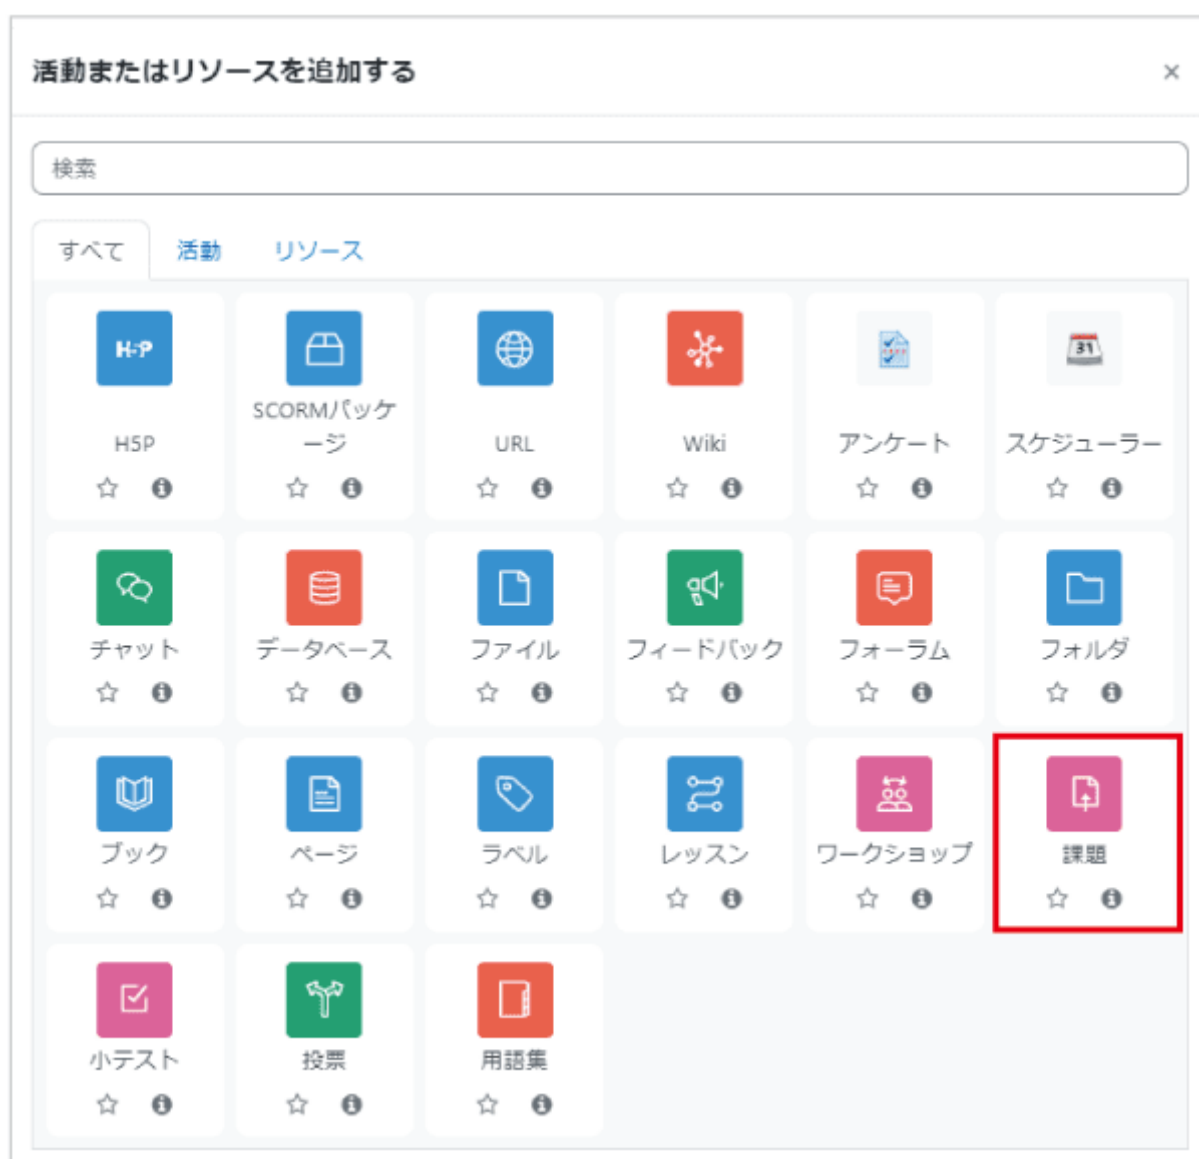 活動またはリソースを追加する
×
検索
すべて 活動 リソース
H5P
31
SCORMパッケ
H5P ージ URL Wiki アンケート スケジューラー
チャット データベース ファイル フィードバック フォーラム フォルダ
ブック ページ ラベル レッスン ワークショップ 課題
小テスト 投票 用語集